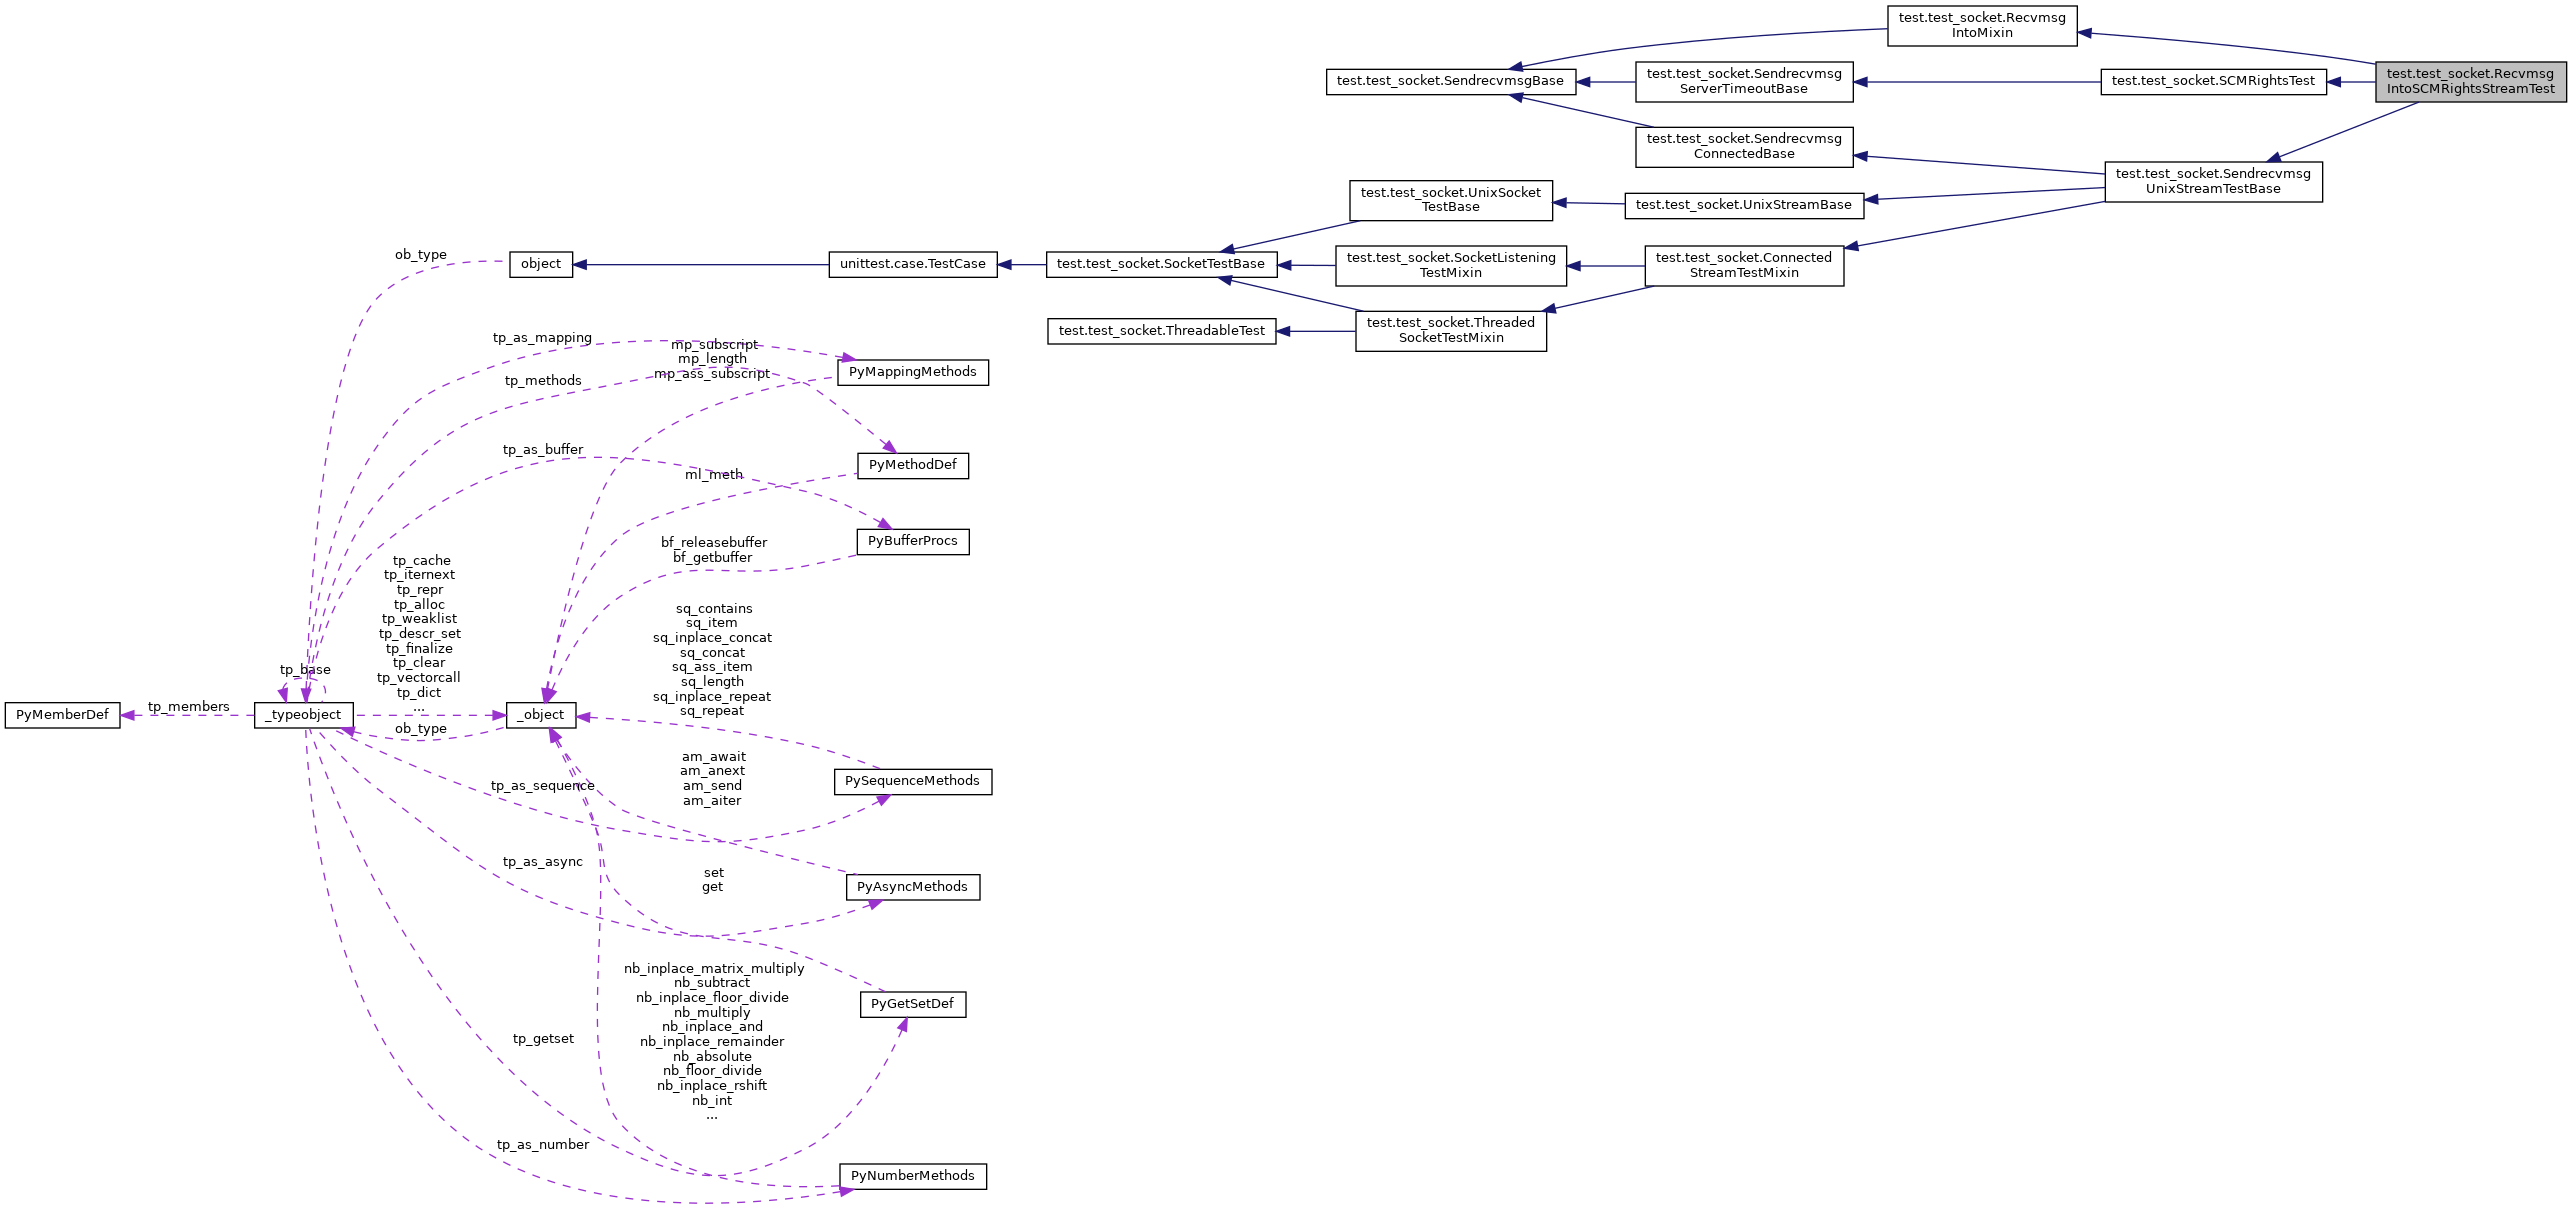 test.test_socket.Recvmsg
IntoMixin
test.test_socket.SendrecvmsgBase
test.test_socket.Sendrecvmsg
ServerTimeoutBase
test.test_socket.SCMRightsTest
test.test_socket.Recvmsg
IntoSCMRightsStreamTest
test.test_socket.Sendrecvmsg
ConnectedBase
test.test_socket.Sendrecvmsg
UnixStreamTestBase
test.test_socket.UnixSocket
TestBase
test.test_socket.UnixStreamBase
ob_type
object
unittest.case.TestCase
test.test_socket.SocketTestBase
test.test_socket.SocketListening
TestMixin
test.test_socket.Connected
StreamTestMixin
test.test_socket.ThreadableTest
test.test_socket.Threaded
SocketTestMixin
tp_as_mapping
mp_subscript
mp_length
mp_ass_subscript
PyMappingMethods
tp_methods
tp_as_buffer
PyMethodDef
ml_meth
bf_releasebuffer
bf_getbuffer
PyBufferProcs
tp_cache
tp_iternext
tp_repr
tp_alloc
tp_weaklist
tp_descr_set
tp_finalize
tp_clear
tp_vectorcall
tp_dict
...
sq_contains
sq_item
sq_inplace_concat
sq_concat
sq_ass_item
sq_length
sq_inplace_repeat
sq_repeat
tp_base
PyMemberDef
tp_members
_typeobject
_object
ob_type
am_await
am_anext
am_send
am_aiter
tp_as_sequence
PySequenceMethods
tp_as_async
set
get
PyAsyncMethods
nb_inplace_matrix_multiply
nb_subtract
nb_inplace_floor_divide
nb_multiply
nb_inplace_and
nb_inplace_remainder
nb_absolute
nb_floor_divide
nb_inplace_rshift
nb_int
...
PyGetSetDef
tp_getset
tp_as_number
PyNumberMethods